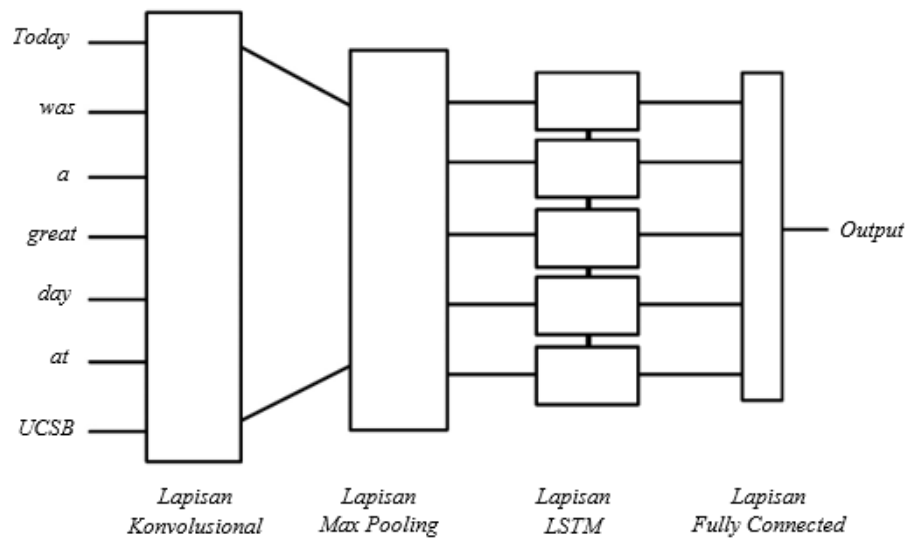 Today
was
a
great
day
at
UCSB
Output
Lapisan
Konvolusional
Lapisan
Max Pooling
Lapisan
LSTM
Lapisan
Fully Connected